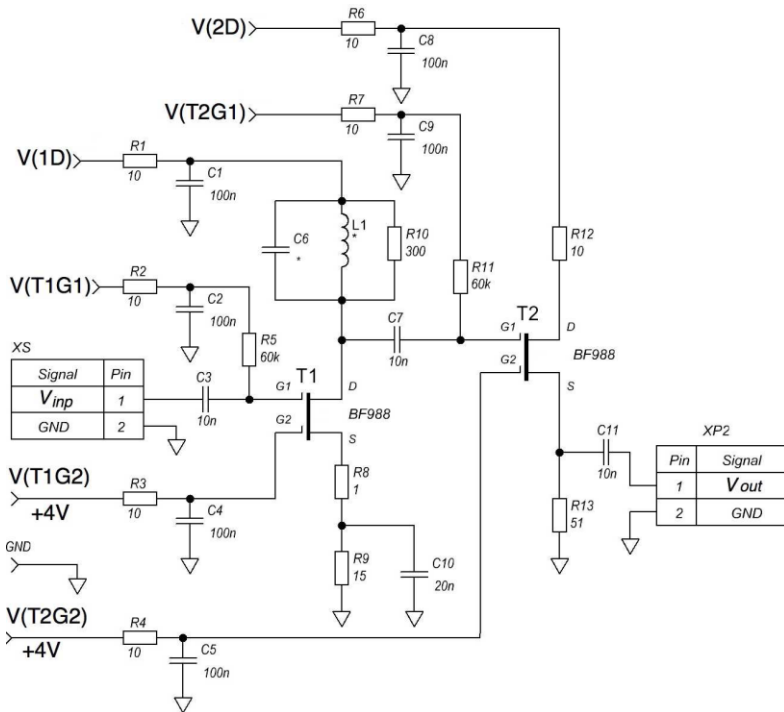 V(2D)
R6
10
C8
100n
V(T2G1)
R7
10
C9
100n
V(1D)
R1
10
C1
100n
C6
*
L1
*
R10
300
R12
10
R11
60k
V(T1G1)
R2
10
C2
100n
R5
60k
C7
10n
T2
G1
D
G2
BF988
S
XS
Signal Pin
Vinp 1
GND 2
C3
10n
T1
G1
D
G2
BF988
S
C11
10n
XP2
Pin Signal
1 Vout
2 GND
R13
51
V(T1G2)
+4V
R3
10
C4
100n
R8
1
R9
15
C10
20n
GND
V(T2G2)
+4V
R4
10
C5
100n